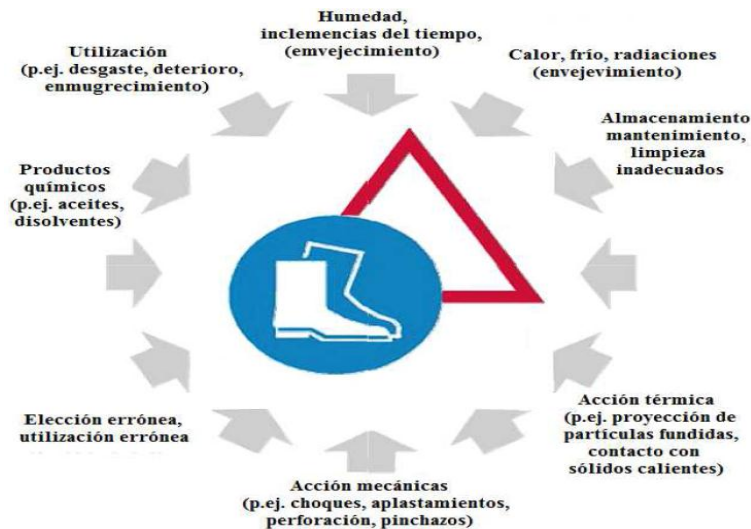 Humedad,
inclemencias del tiempo,
(emvejecimiento)
Utilización
(p.ej. desgaste, deterioro,
enmugrecimiento)
Calor, frío, radiaciones
(envejevimiento)
Almacenamiento
mantenimiento,
limpieza
inadecuados
Productos
químicos
(p.ej. aceites,
disolventes)
Elección errónea,
utilización errónea
Acción térmica
(p.ej. proyección de
partículas fundidas,
contacto con
sólidos calientes)
Acción mecánicas
(p.ej. choques, aplastamientos,
perforación, pinchazos)